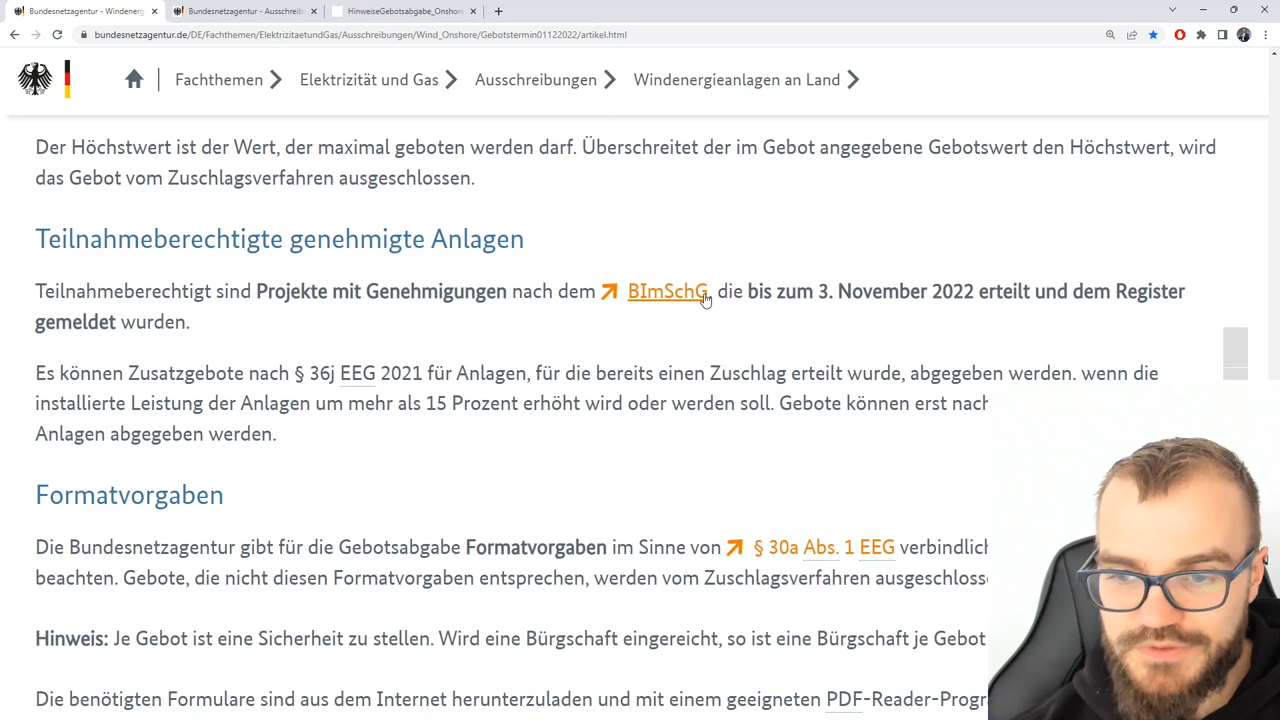 Bundesnetzagentur - Windenerg
Bundesnetzagentur - Ausschreib
HinweiseGebotsabgabe_Onshore
bundesnetzagentur.de/DE/Fachthemen/ElektrizitaetundGas/Ausschreibungen/Wind_Onshore/Gebotstermin01122022/artikel.html
Fachthemen
Elektrizität und Gas
Ausschreibungen
Windenergieanlagen an Land
Der Höchstwert ist der Wert, der maximal geboten werden darf. Überschreitet der im Gebot angegebene Gebotswert den Höchstwert, wird
das Gebot vom Zuschlagsverfahren ausgeschlossen.
Teilnahmeberechtigte genehmigte Anlagen
Teilnahmeberechtigt sind Projekte mit Genehmigungen nach dem BImSchG, die bis zum 3. November 2022 erteilt und dem Register
gemeldet wurden.
Es können Zusatzgebote nach § 36j EEG 2021 für Anlagen, für die bereits einen Zuschlag erteilt wurde, abgegeben werden. wenn die
installierte Leistung der Anlagen um mehr als 15 Prozent erhöht wird oder werden soll. Gebote können erst nach
Anlagen abgegeben werden.
Formatvorgaben
Die Bundesnetzagentur gibt für die Gebotsabgabe Formatvorgaben im Sinne von § 30a Abs. 1 EEG verbindlich
beachten. Gebote, die nicht diesen Formatvorgaben entsprechen, werden vom Zuschlagsverfahren ausgeschlosse
Hinweis: Je Gebot ist eine Sicherheit zu stellen. Wird eine Bürgschaft eingereicht, so ist eine Bürgschaft je Gebot
Die benötigten Formulare sind aus dem Internet herunterzuladen und mit einem geeigneten PDF-Reader-Progr